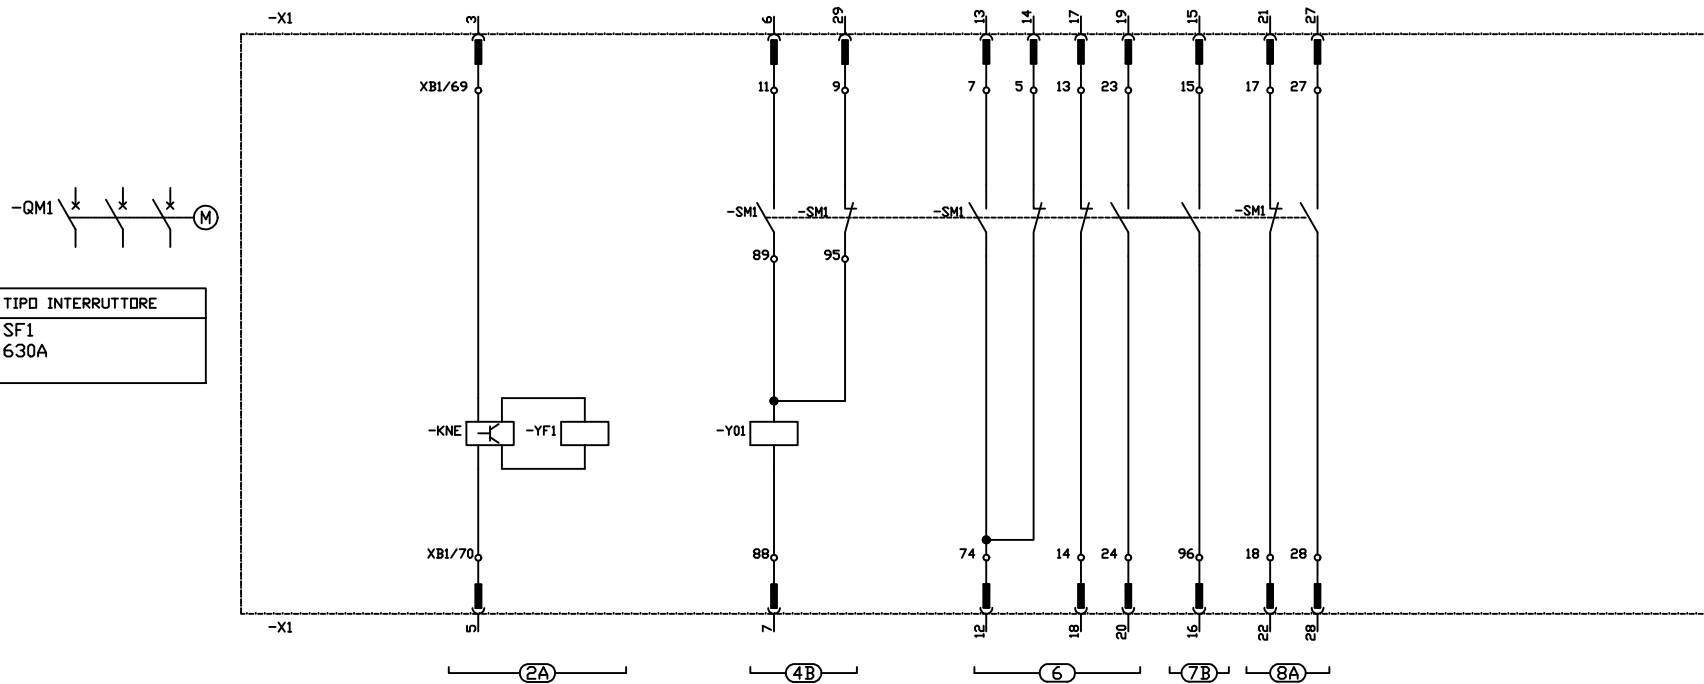 -X1 3 6 29 13 14 17 19 15 21 27
XB1/69 11 9 7 5 13 23 15 17 27
-QM1 M -SM1 -SM1 -SM1 -SM1
89 95
TIPO INTERRUTTORE
SF1
630A
-KNE -YF1 -YO1
XB1/70 88 74 14 24 96 18 28
-X1 5 7 12 18 20 16 22 28
2A 4B 6 7B 8A